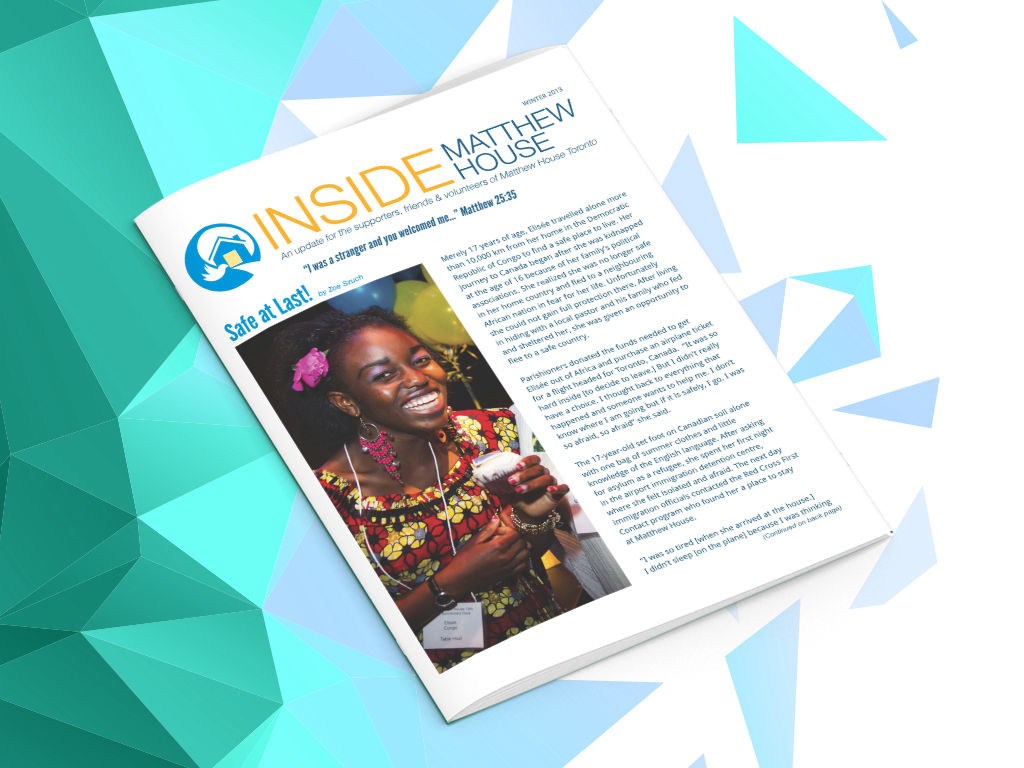 WINTER 2013
INSIDE MATTHEW HOUSE
An update for the supporters, friends & volunteers of Matthew House Toronto
"I was a stranger and you welcomed me..." Matthew 25:35
Safe at Last! by Zoe Szuch
Merely 17 years of age, Elisée travelled alone more
than 10,000 km from her home in the Democratic
Republic of Congo to find a safe place to live. Her
journey to Canada began after she was kidnapped
at the age of 16 because of her family's political
associations. She realized she was no longer safe
in her home country and fled to a neighbouring
African nation in fear for her life. Unfortunately
she could not gain full protection there. After living
in hiding with a local pastor and his family who fed
and sheltered her, she was given an opportunity to
flee to a safe country.
Parishioners donated the funds needed to get
Elisée out of Africa and purchase an airplane ticket
for a flight headed for Toronto, Canada. "It was so
hard inside [to decide to leave.] But I didn't really
have a choice. I thought back to everything that
happened and someone wants to help me. I don't
know where I am going but if it is safely, I go. I was
so afraid, so afraid" she said.
The 17-year-old set foot on Canadian soil alone
with one bag of summer clothes and little
knowledge of the English language. After asking
for asylum as a refugee, she spent her first night
in the airport immigration detention centre,
where she felt isolated and afraid. The next day
immigration officials contacted the Red Cross First
Contact program who found her a place to stay
at Matthew House.
"I was so tired [when she arrived at the house.]
I didn't sleep [on the plane] because I was thinking
(Continued on back page)
Elisée
Congo
Table Host